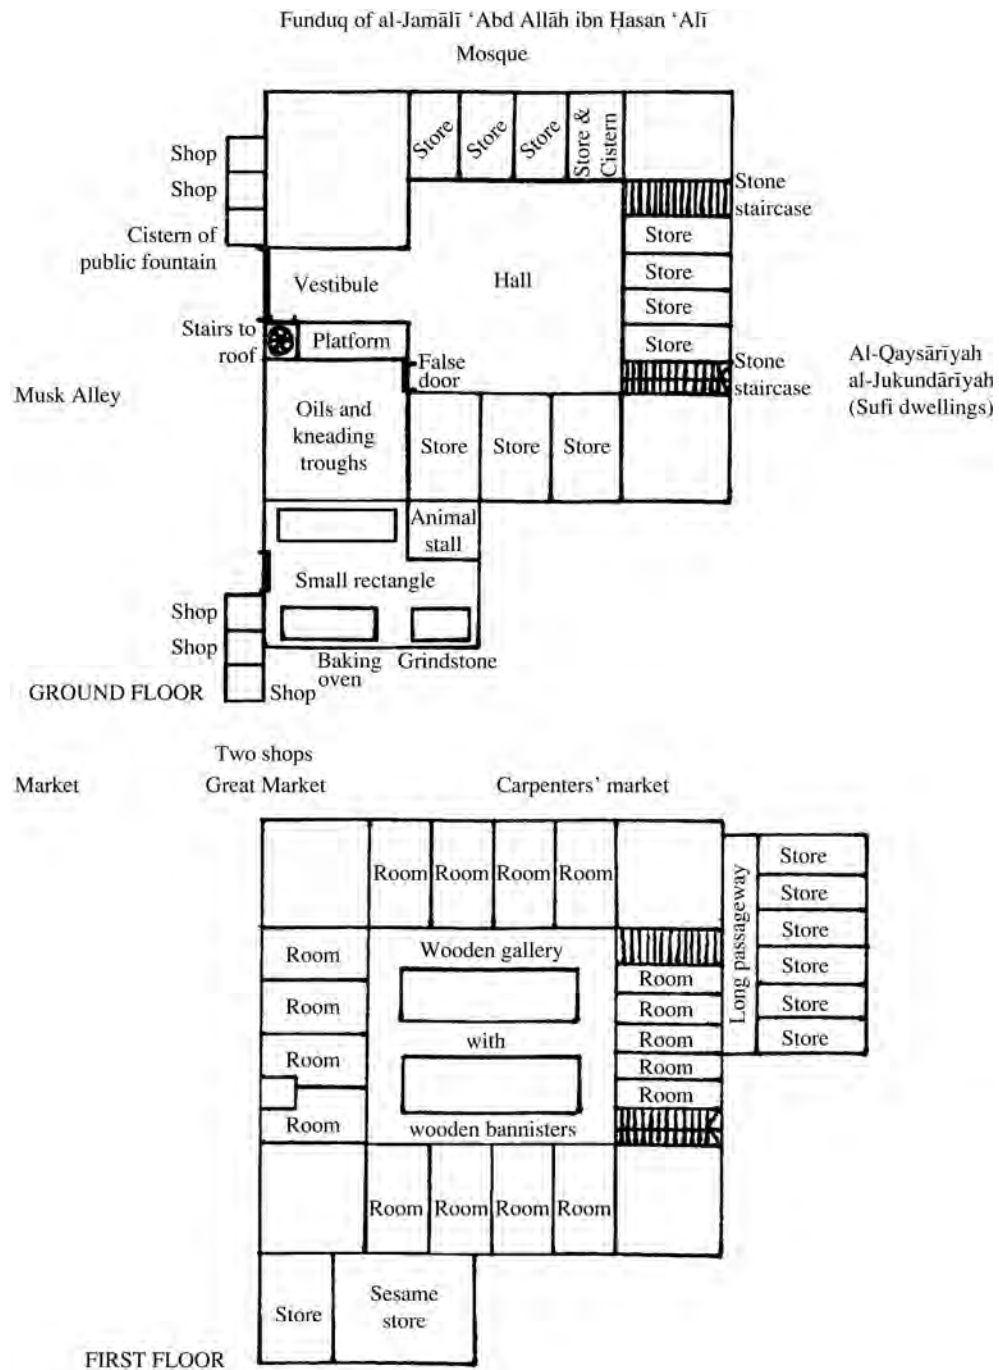 Funduq of al-Jamālī ‘Abd Allāh ibn Ḥasan ‘Alī
Mosque
Store
Store
Store
Store &
Cistern
Shop
Shop
Stone
staircase
Cistern of
public fountain
Store
Store
Store
Store
Vestibule
Hall
Stairs to
roof
Platform
False
door
Stone
staircase
Al-Qaysārīyah
al-Jukundārīyah
(Sufi dwellings)
Musk Alley
Oils and
kneading
troughs
Store
Store
Store
Animal
stall
Small rectangle
Shop
Shop
Baking
oven
Grindstone
GROUND FLOOR
Shop
Two shops
Market
Great Market
Carpenters’ market
Room
Room
Room
Room
Long passageway
Store
Store
Store
Store
Store
Store
Room
Room
Room
Room
Wooden gallery
with
wooden bannisters
Room
Room
Room
Room
Room
Room
Room
Room
Room
Store
Sesame
store
FIRST FLOOR